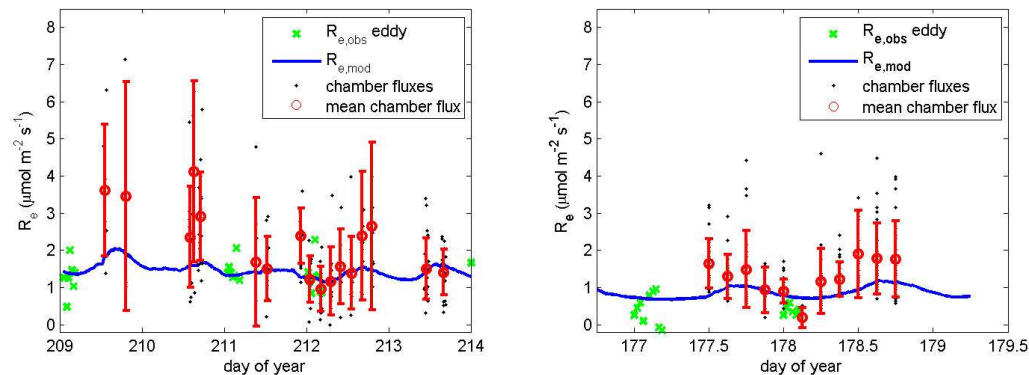 8
7
6
5
4
3
2
1
0
R_e (μmol m⁻² s⁻¹)
R_e,obs eddy
R_e,mod
chamber fluxes
mean chamber flux
209 210 211 212 213 214
day of year
8
7
6
5
4
3
2
1
0
R_e (μmol m⁻² s⁻¹)
R_e,obs eddy
R_e,mod
chamber fluxes
mean chamber flux
177 177.5 178 178.5 179 179.5
day of year